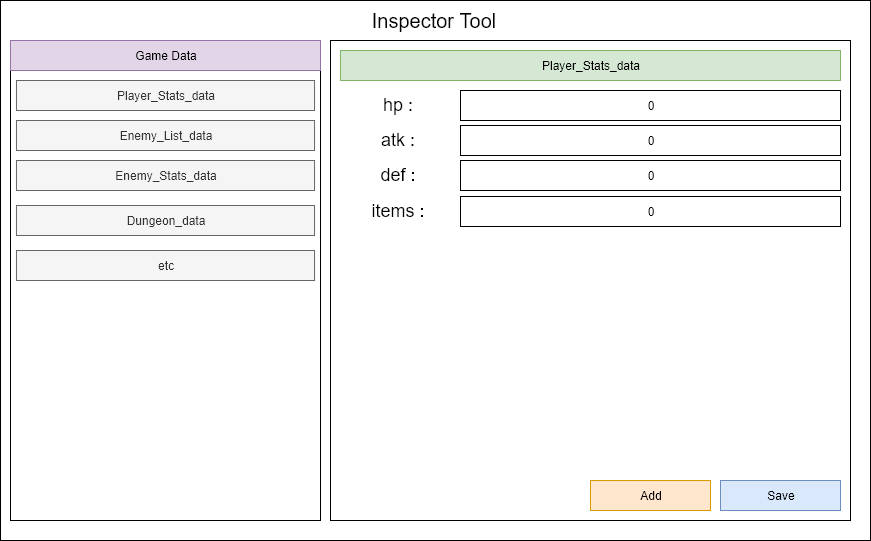 Inspector Tool
Game Data
Player_Stats_data
Enemy_List_data
Enemy_Stats_data
Dungeon_data
etc
Player_Stats_data
hp : 0
atk : 0
def : 0
items : 0
Add Save